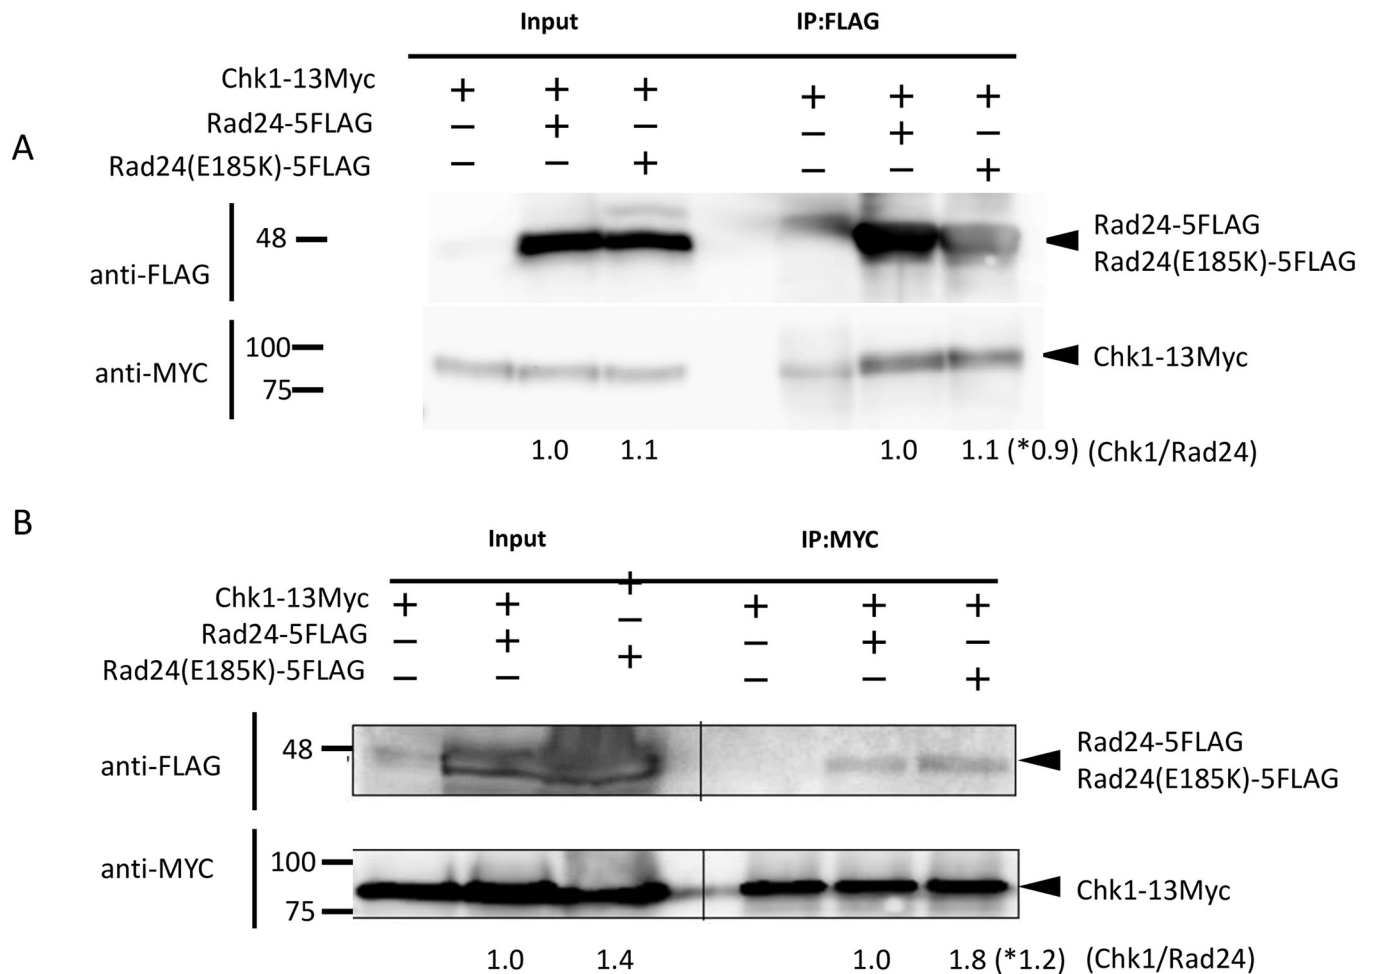 Input IP:FLAG
Chk1-13Myc + + + + + +
A
Rad24-5FLAG − + − − + −
Rad24(E185K)-5FLAG − − + − − +
48
Rad24-5FLAG
anti-FLAG
Rad24(E185K)-5FLAG
100
Chk1-13Myc
anti-MYC
75
1.0 1.1 1.0 1.1 (*0.9) (Chk1/Rad24)
B
Input IP:MYC
Chk1-13Myc + + + + + +
Rad24-5FLAG − + − − + −
Rad24(E185K)-5FLAG − − + − − +
48
Rad24-5FLAG
anti-FLAG
Rad24(E185K)-5FLAG
100
anti-MYC
Chk1-13Myc
75
1.0 1.4 1.0 1.8 (*1.2) (Chk1/Rad24)